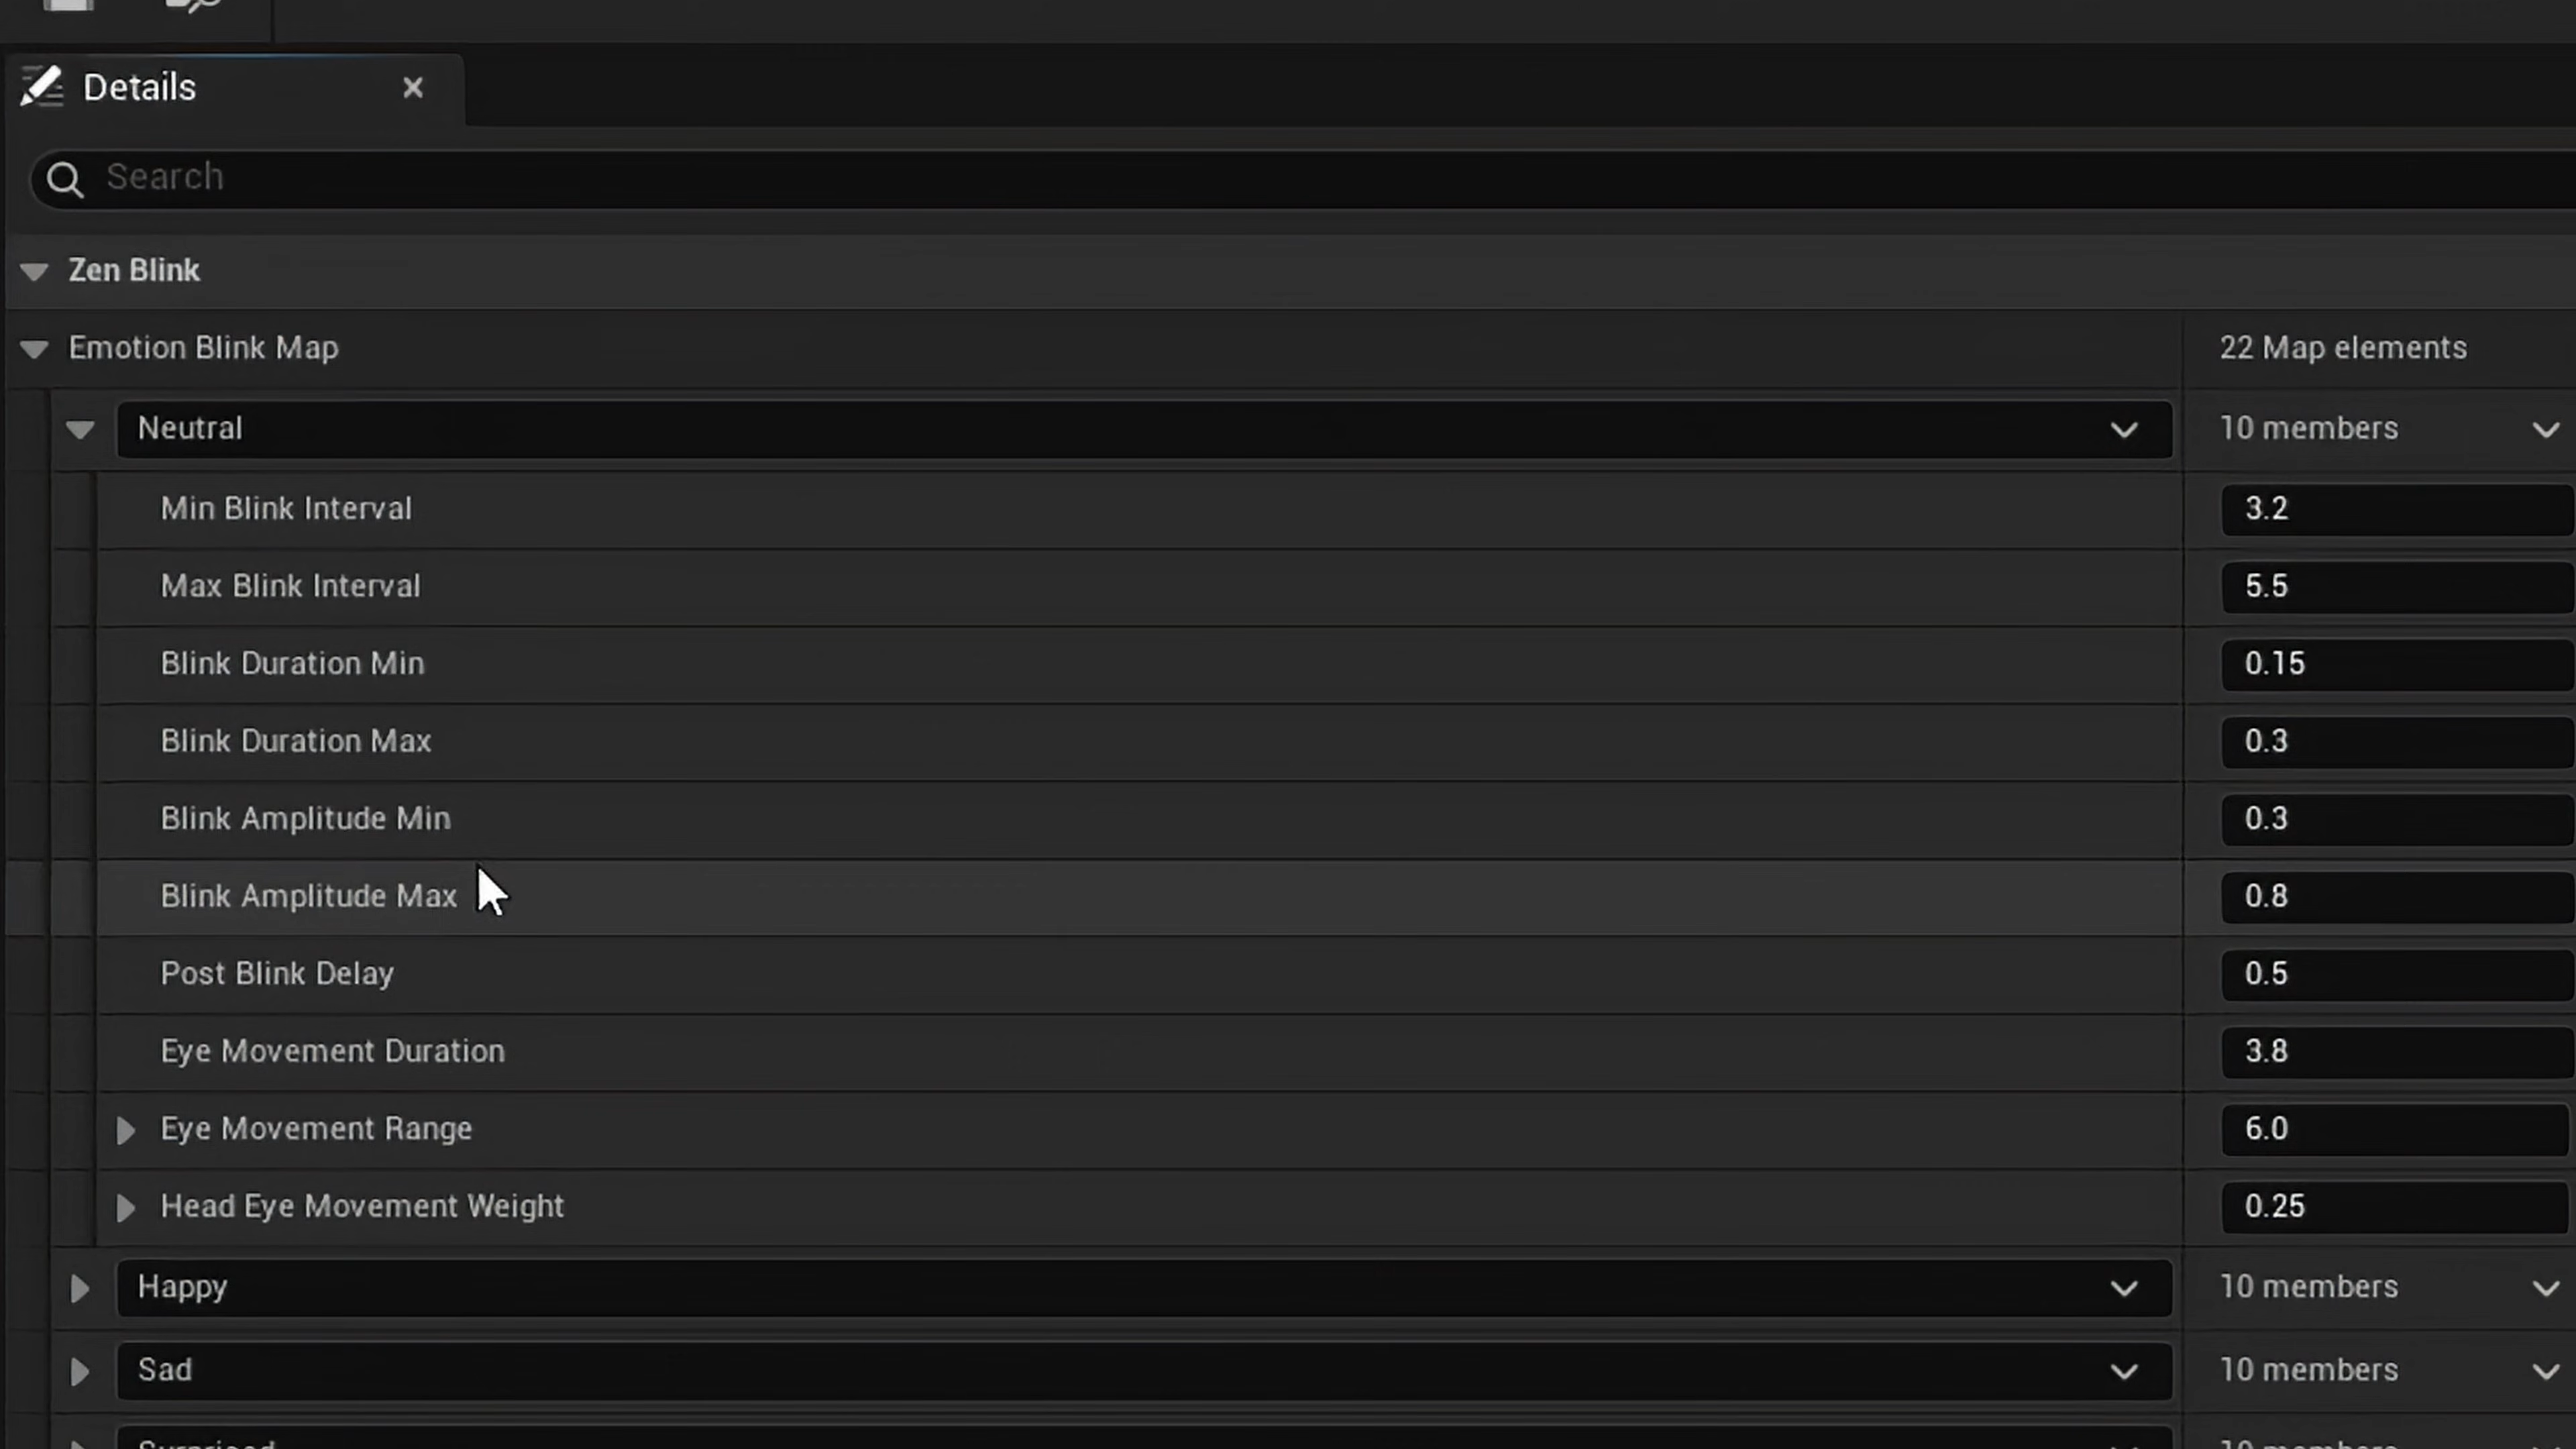 Details
Search
Zen Blink
Emotion Blink Map 22 Map elements
Neutral 10 members
Min Blink Interval 3.2
Max Blink Interval 5.5
Blink Duration Min 0.15
Blink Duration Max 0.3
Blink Amplitude Min 0.3
Blink Amplitude Max 0.8
Post Blink Delay 0.5
Eye Movement Duration 3.8
Eye Movement Range 6.0
Head Eye Movement Weight 0.25
Happy 10 members
Sad 10 members